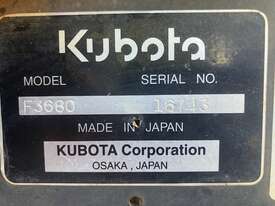 Kubota
MODEL SERIAL NO.
F3680 16743
MADE IN JAPAN
KUBOTA Corporation
OSAKA, JAPAN